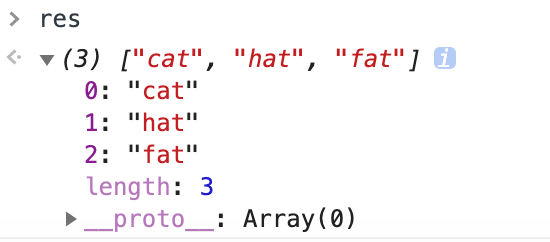 > res
(3) ["cat", "hat", "fat"] i
0: "cat"
1: "hat"
2: "fat"
length: 3
__proto__: Array(0)